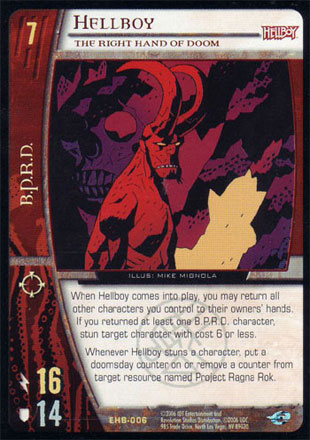 7
HELLBOY
THE RIGHT HAND OF DOOM
HELLBOY
B.P.R.D.
ILLUS: MIKE MIGNOLA
When Hellboy comes into play, you may return all
other characters you control to their owners' hands.
If you returned at least one B.P.R.D. character,
stun target character with cost 6 or less.
Whenever Hellboy stuns a character, put a
doomsday counter on or remove a counter from
target resource named Project Ragna Rok.
16
14
EHB-006
©2006 UDC